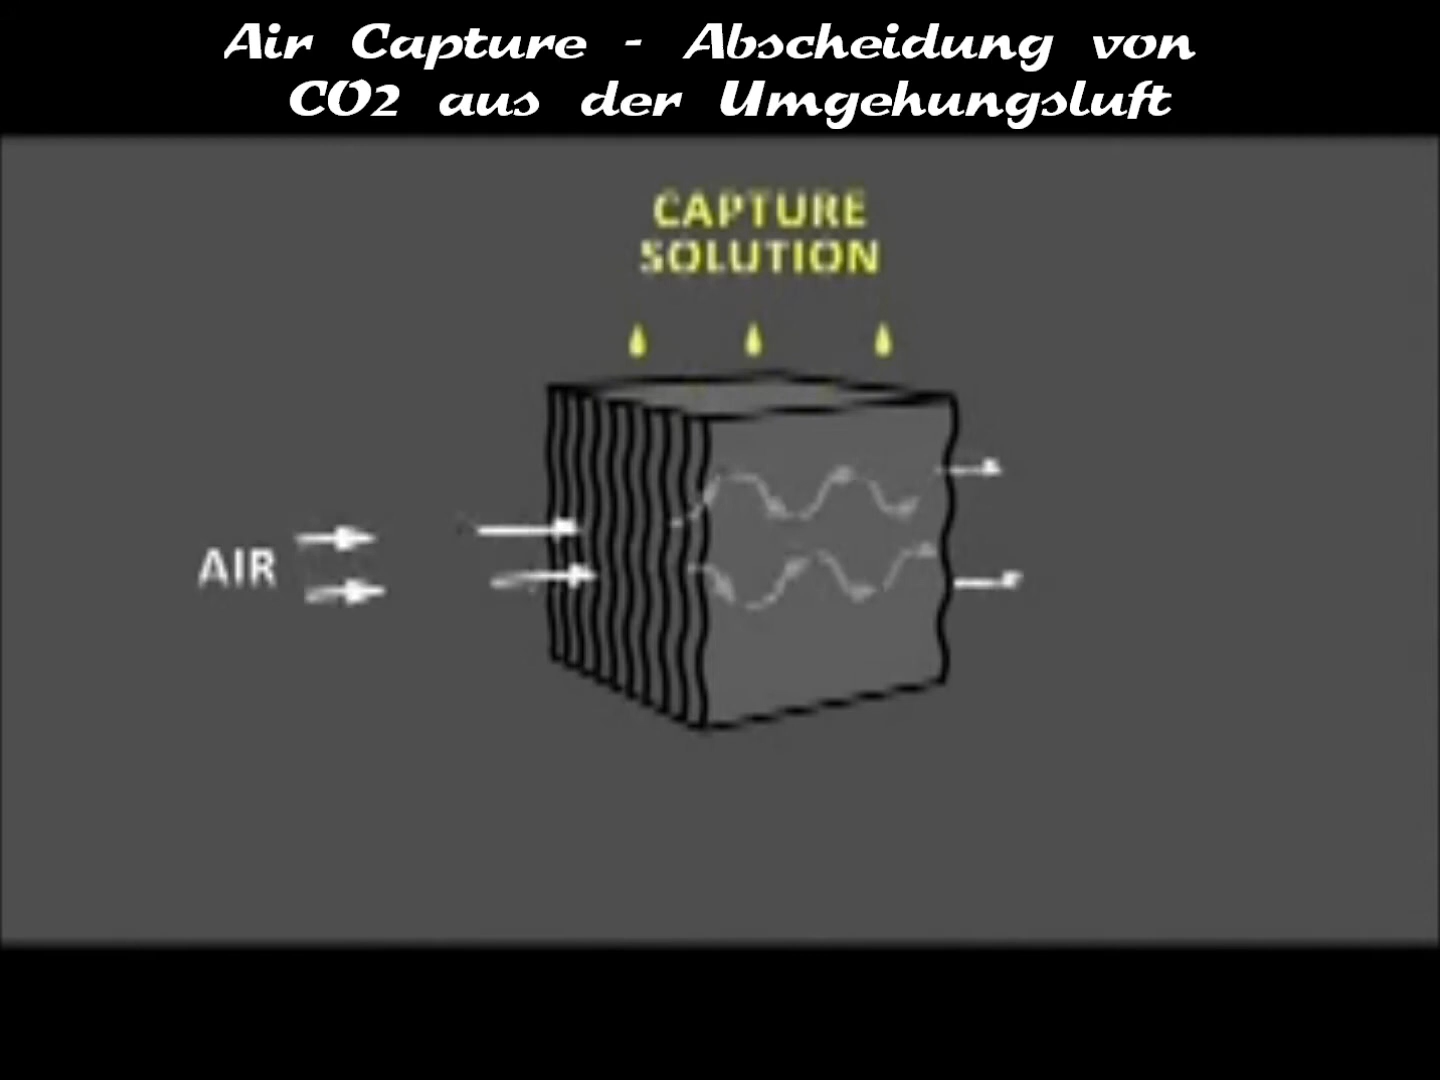 Air Capture - Abscheidung von
CO2 aus der Umgehungsluft
CAPTURE
SOLUTION
AIR